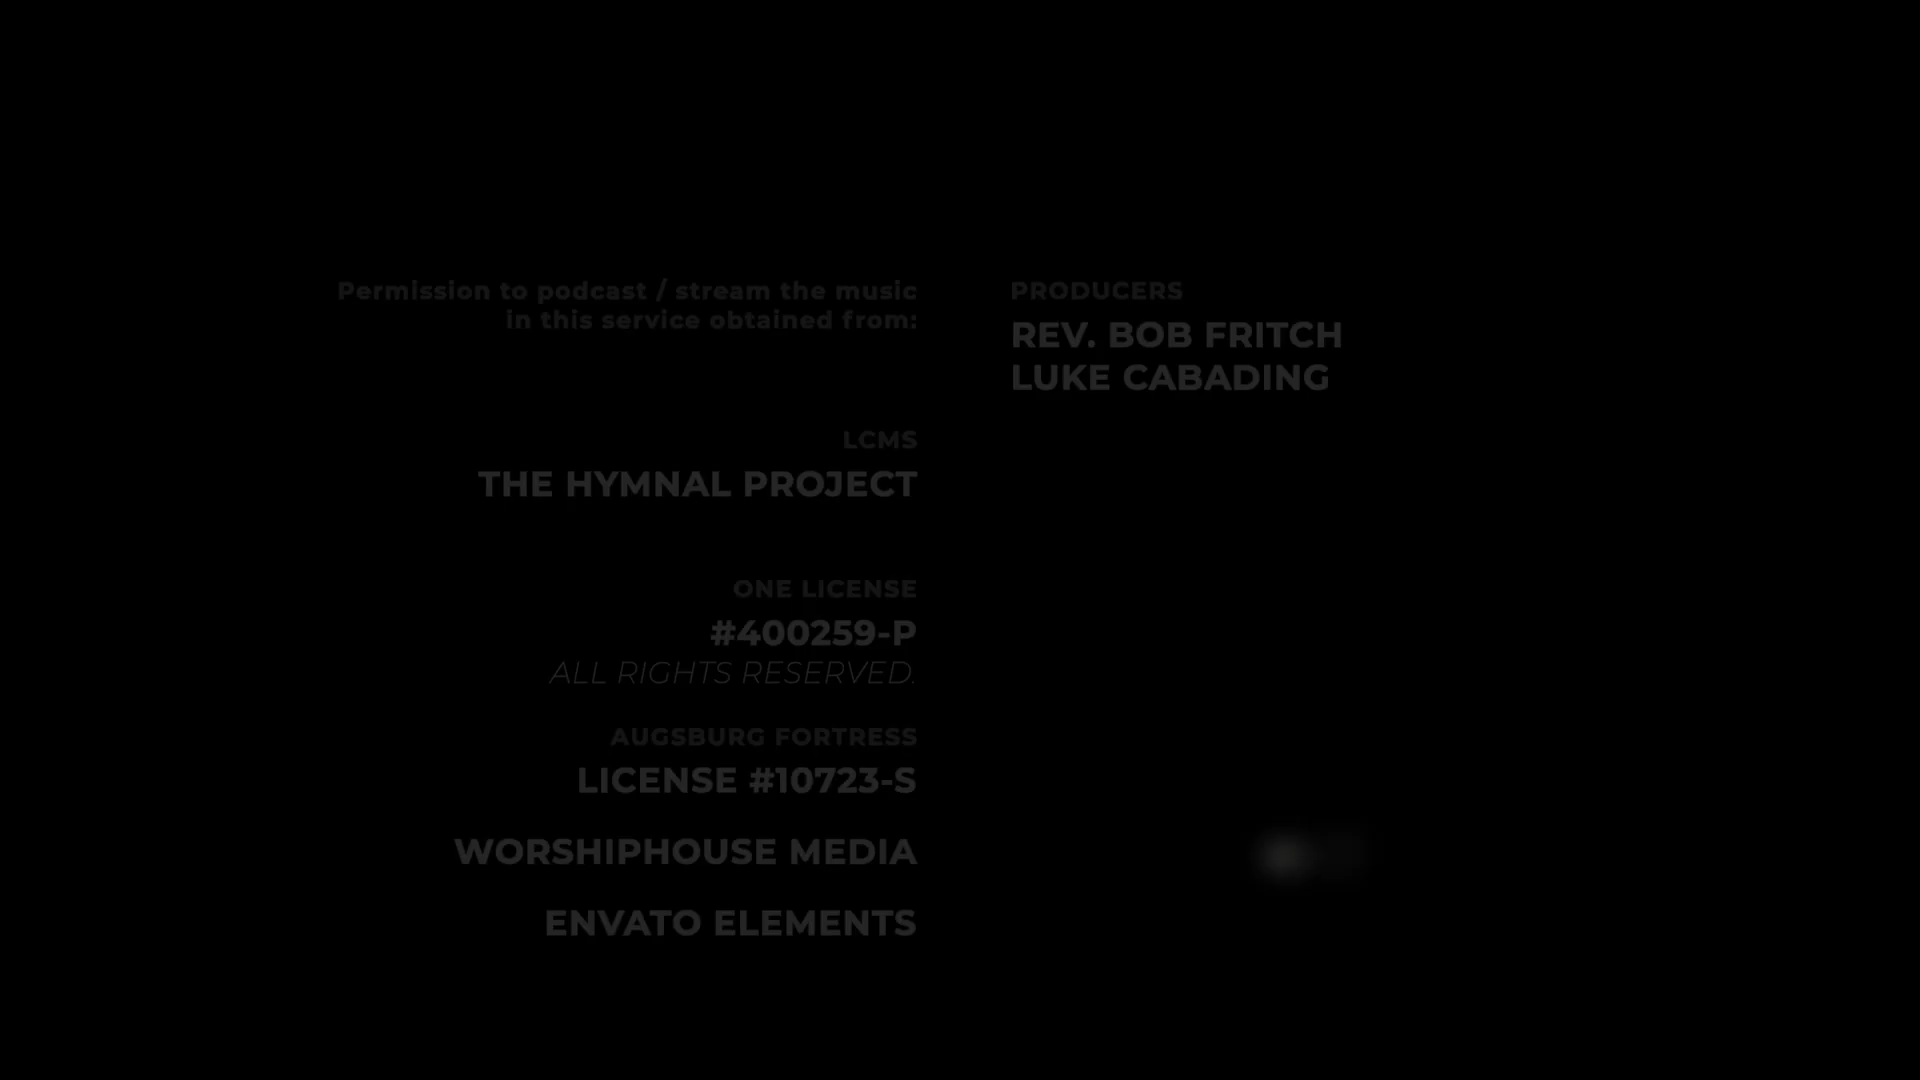 Permission to podcast / stream the music
in this service obtained from:
LCMS
THE HYMNAL PROJECT
ONE LICENSE
#400259-P
ALL RIGHTS RESERVED.
AUGSBURG FORTRESS
LICENSE #10723-S
WORSHIPHOUSE MEDIA
ENVATO ELEMENTS
PRODUCERS
REV. BOB FRITCH
LUKE CABADING